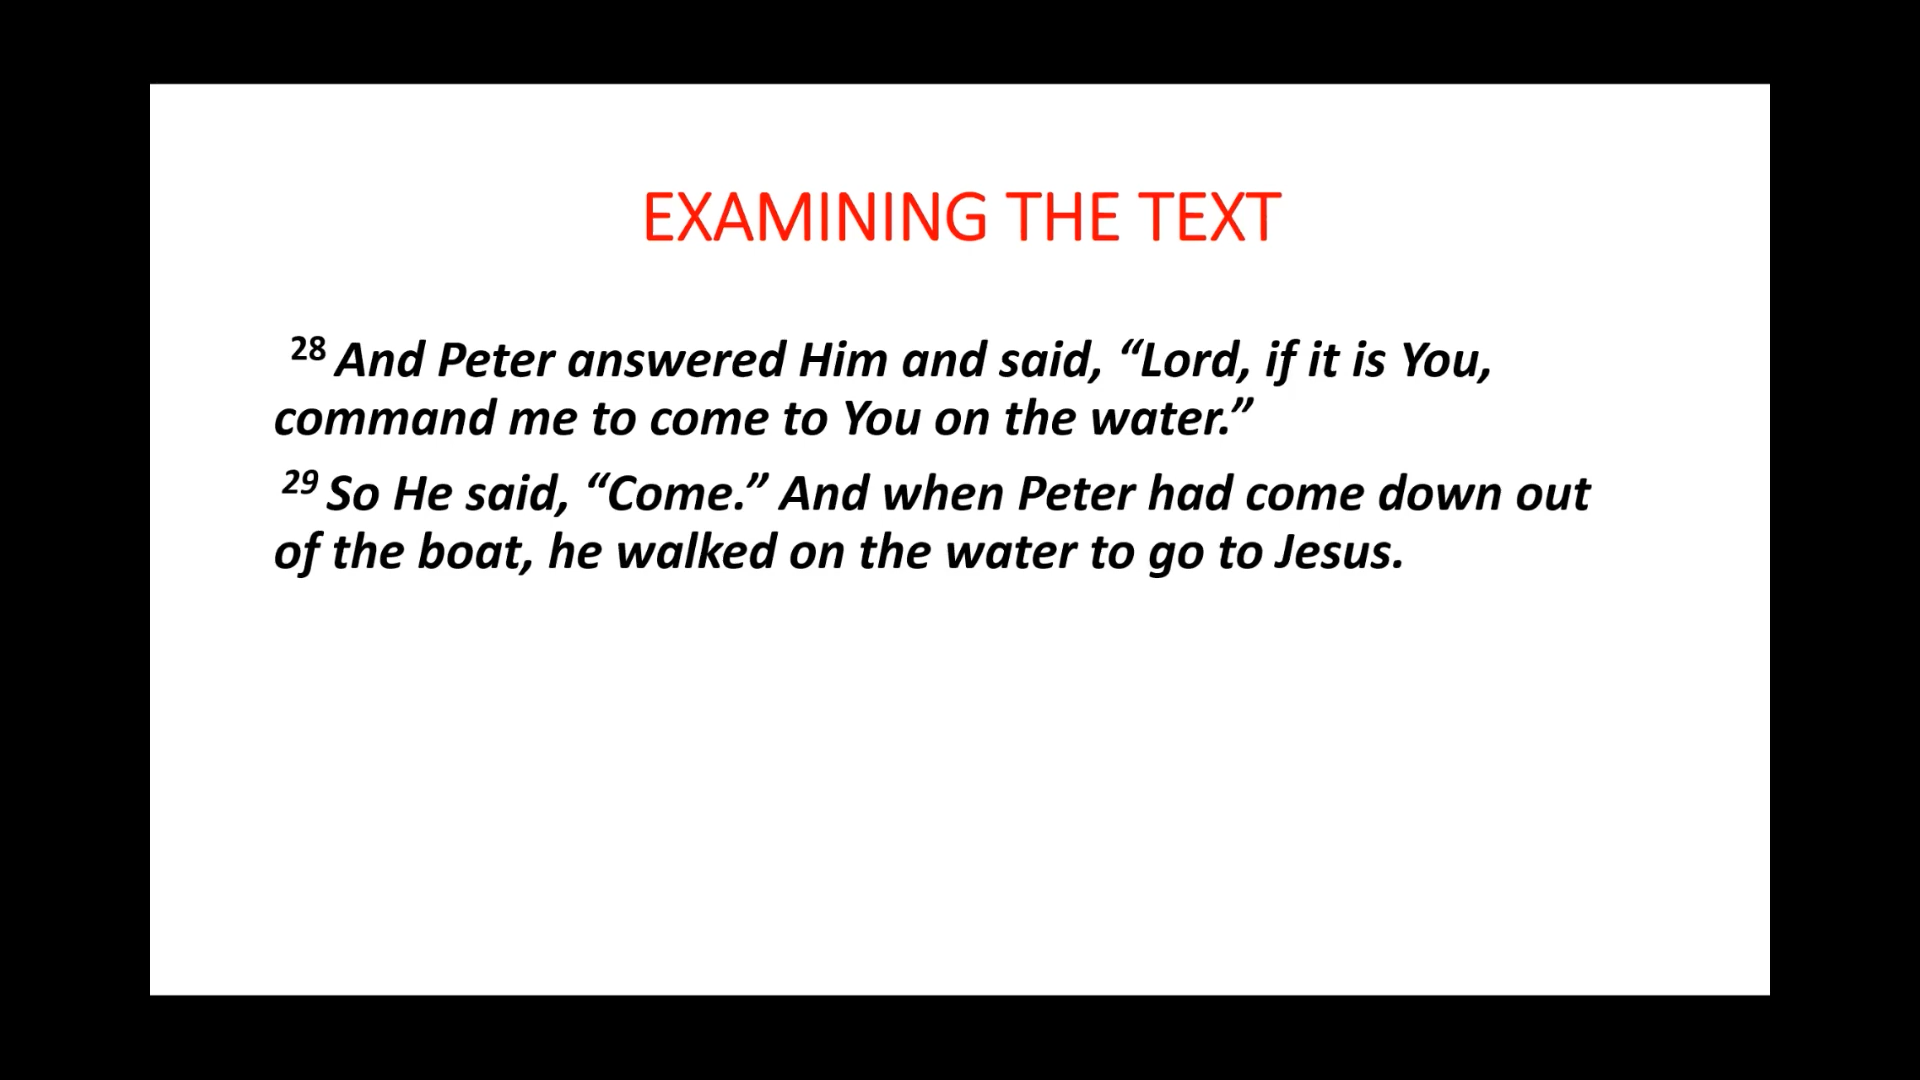 EXAMINING THE TEXT
28 And Peter answered Him and said, “Lord, if it is You,
command me to come to You on the water.”
29 So He said, “Come.” And when Peter had come down out
of the boat, he walked on the water to go to Jesus.